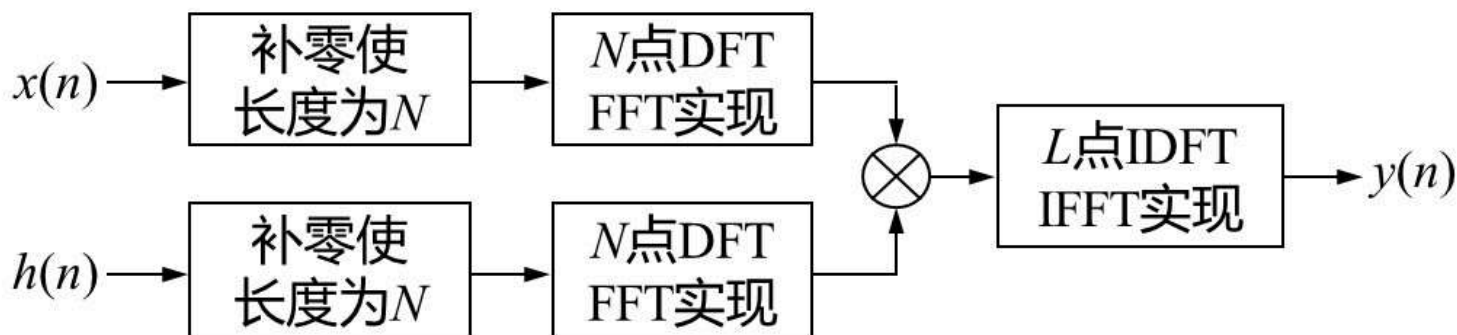 x(n)
补零使
长度为N
N点DFT
FFT实现
h(n)
补零使
长度为N
N点DFT
FFT实现
L点IDFT
IFFT实现
y(n)